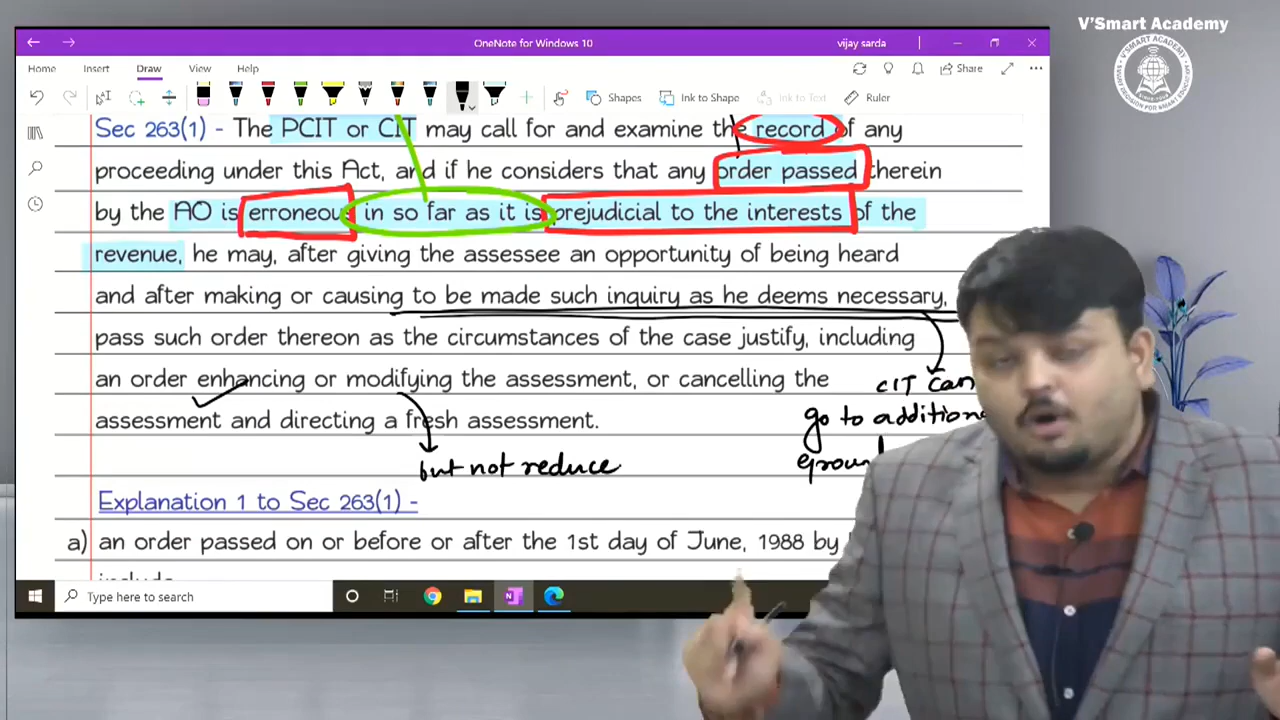 V'Smart Academy
OneNote for Windows 10
vijay sarda
Home Insert Draw View Help
Share
Shapes
Ink to Shape
Ink to Text
Ruler
Sec 263(1) - The PCIT or CIT may call for and examine the record of any
proceeding under this Act, and if he considers that any order passed therein
by the AO is erroneous in so far as it is prejudicial to the interests of the
revenue, he may, after giving the assessee an opportunity of being heard
and after making or causing to be made such inquiry as he deems necessary,
pass such order thereon as the circumstances of the case justify, including
an order enhancing or modifying the assessment, or cancelling the
CIT can
assessment and directing a fresh assessment.
go to
but not reduce
Explanation 1 to Sec 263(1) -
a) an order passed on or before or after the 1st day of June, 1988 by
include
Type here to search